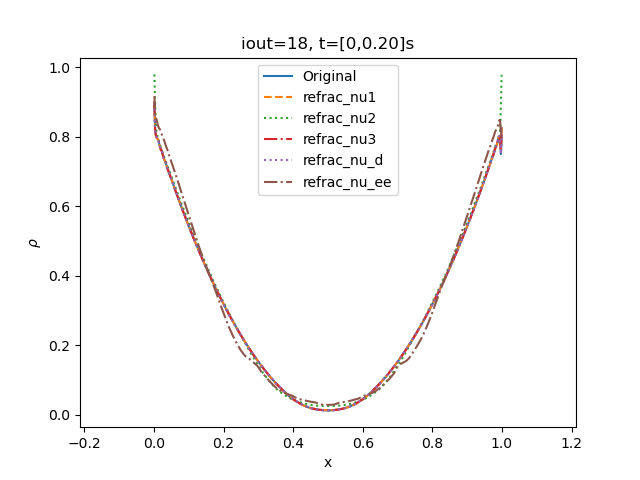 iout=18, t=[0,0.20]s
Original
refrac_nu1
refrac_nu2
refrac_nu3
refrac_nu_d
refrac_nu_ee
ρ
1.0
0.8
0.6
0.4
0.2
0.0
−0.2 0.0 0.2 0.4 0.6 0.8 1.0 1.2
x